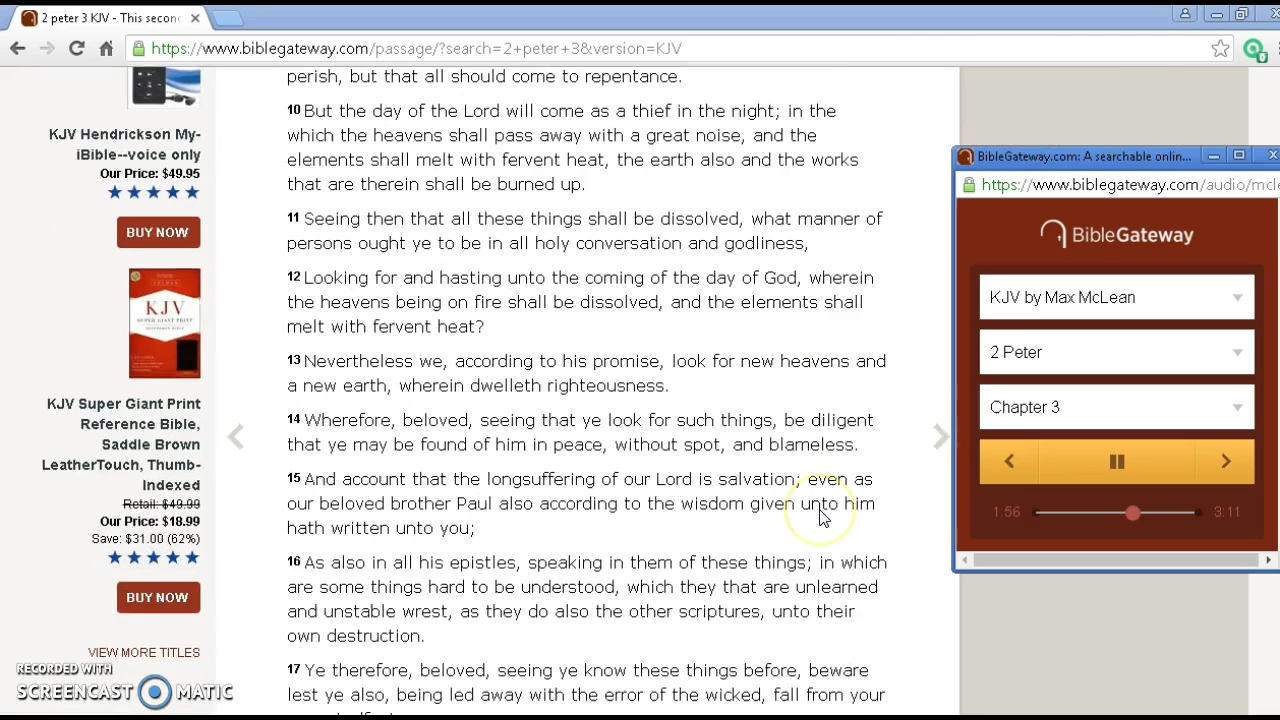 2 peter 3 KJV - This secon
https://www.biblegateway.com/passage/?search=2+peter+3&version=KJV
KJV Hendrickson My-
iBible--voice only
Our Price: $49.95
BUY NOW
KJV
SUPER GIANT PRINT
KJV Super Giant Print
Reference Bible,
Saddle Brown
LeatherTouch, Thumb-
Indexed
Retail: $49.99
Our Price: $18.99
Save: $31.00 (62%)
BUY NOW
VIEW MORE TITLES
perish, but that all should come to repentance.
10 But the day of the Lord will come as a thief in the night; in the
which the heavens shall pass away with a great noise, and the
elements shall melt with fervent heat, the earth also and the works
that are therein shall be burned up.
11 Seeing then that all these things shall be dissolved, what manner of
persons ought ye to be in all holy conversation and godliness,
12 Looking for and hasting unto the coming of the day of God, wherein
the heavens being on fire shall be dissolved, and the elements shall
melt with fervent heat?
13 Nevertheless we, according to his promise, look for new heavens and
a new earth, wherein dwelleth righteousness.
14 Wherefore, beloved, seeing that ye look for such things, be diligent
that ye may be found of him in peace, without spot, and blameless.
15 And account that the longsuffering of our Lord is salvation; even as
our beloved brother Paul also according to the wisdom given unto him
hath written unto you;
16 As also in all his epistles, speaking in them of these things; in which
are some things hard to be understood, which they that are unlearned
and unstable wrest, as they do also the other scriptures, unto their
own destruction.
17 Ye therefore, beloved, seeing ye know these things before, beware
lest ye also, being led away with the error of the wicked, fall from your
BibleGateway.com: A searchable onlin...
https://www.biblegateway.com/audio/mcle
BibleGateway
KJV by Max McLean
2 Peter
Chapter 3
1:56 3:11
RECORDED WITH
SCREENCAST MATIC